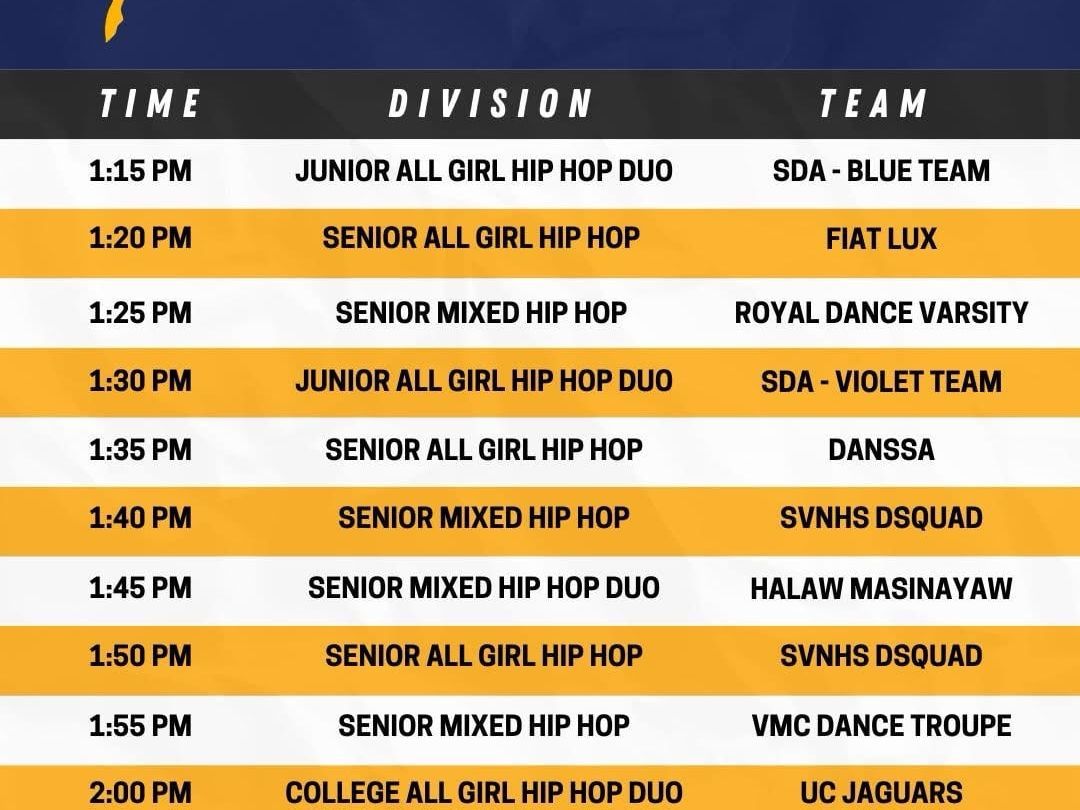 TIME DIVISION TEAM
1:15 PM JUNIOR ALL GIRL HIP HOP DUO SDA - BLUE TEAM
1:20 PM SENIOR ALL GIRL HIP HOP FIAT LUX
1:25 PM SENIOR MIXED HIP HOP ROYAL DANCE VARSITY
1:30 PM JUNIOR ALL GIRL HIP HOP DUO SDA - VIOLET TEAM
1:35 PM SENIOR ALL GIRL HIP HOP DANSSA
1:40 PM SENIOR MIXED HIP HOP SVNHS DSQUAD
1:45 PM SENIOR MIXED HIP HOP DUO HALAW MASINAYAW
1:50 PM SENIOR ALL GIRL HIP HOP SVNHS DSQUAD
1:55 PM SENIOR MIXED HIP HOP VMC DANCE TROUPE
2:00 PM COLLEGE ALL GIRL HIP HOP DUO UC JAGUARS